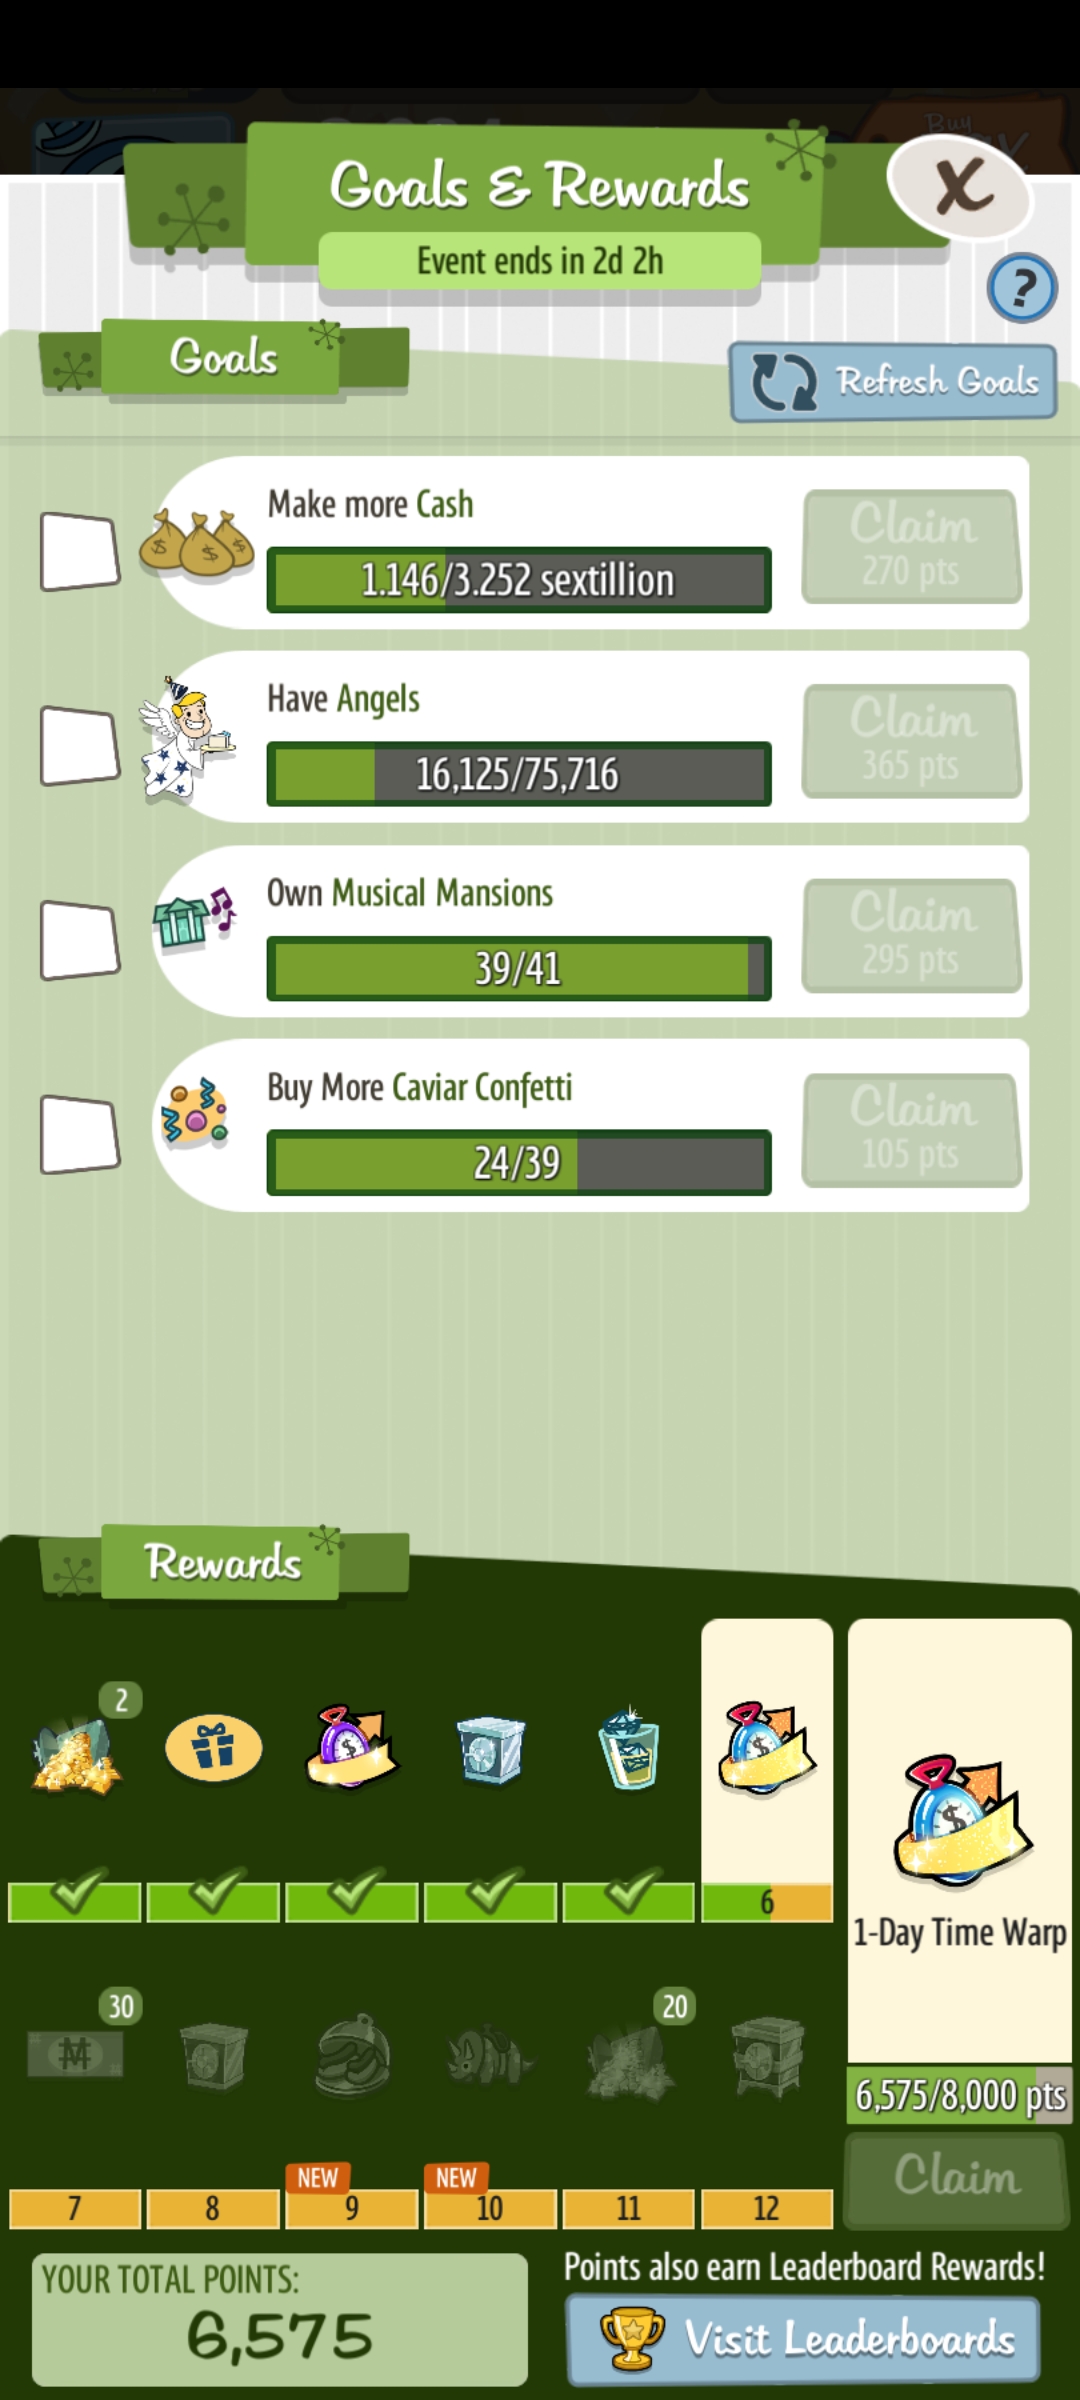 Buy
Goals & Rewards
X
Event ends in 2d 2h
?
Goals
Refresh Goals
Make more Cash
1.146/3.252 sextillion
Claim
270 pts
Have Angels
16,125/75,716
Claim
365 pts
Own Musical Mansions
39/41
Claim
295 pts
Buy More Caviar Confetti
24/39
Claim
105 pts
Rewards
2
6
1-Day Time Warp
30
20
6,575/8,000 pts
NEW
NEW
7
8
9
10
11
12
Claim
YOUR TOTAL POINTS:
6,575
Points also earn Leaderboard Rewards!
Visit Leaderboards